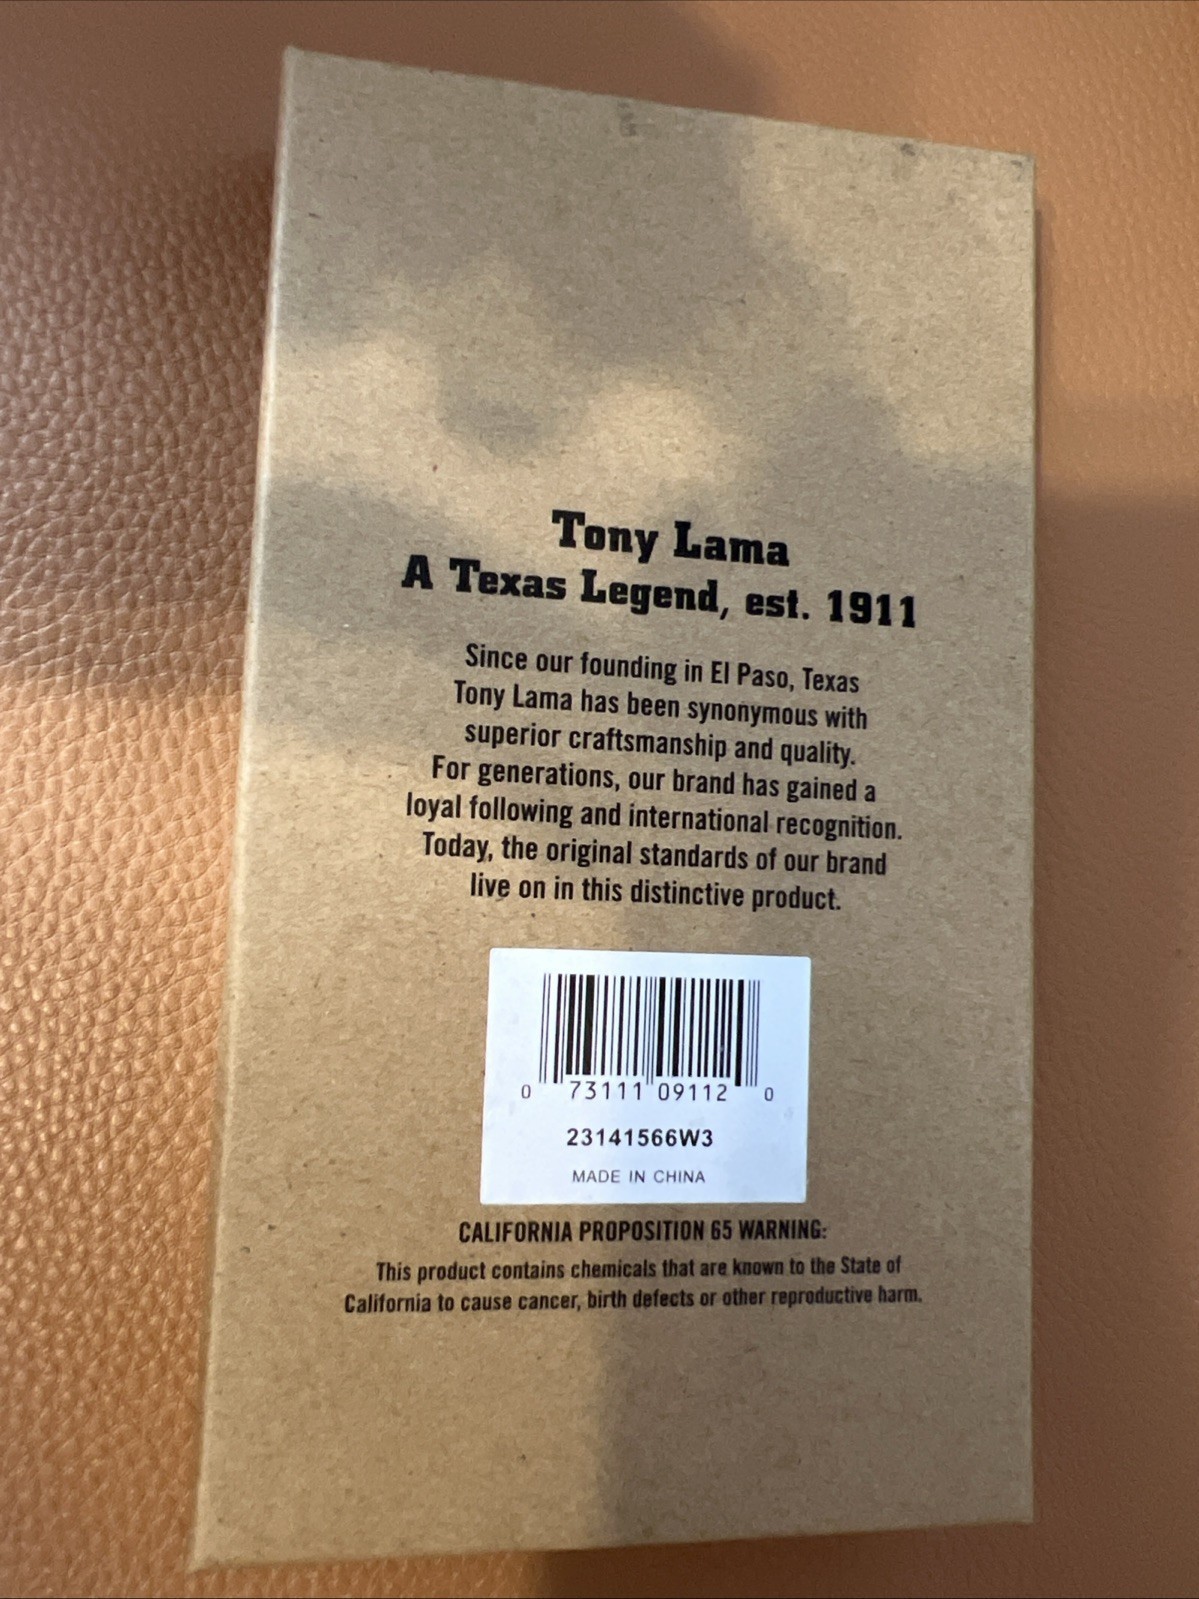 Tony Lama
A Texas Legend, est. 1911
Since our founding in El Paso, Texas
Tony Lama has been synonymous with
superior craftsmanship and quality.
For generations, our brand has gained a
loyal following and international recognition.
Today, the original standards of our brand
live on in this distinctive product.
0 73111 09112 0
23141566W3
MADE IN CHINA
CALIFORNIA PROPOSITION 65 WARNING:
This product contains chemicals that are known to the State of
California to cause cancer, birth defects or other reproductive harm.